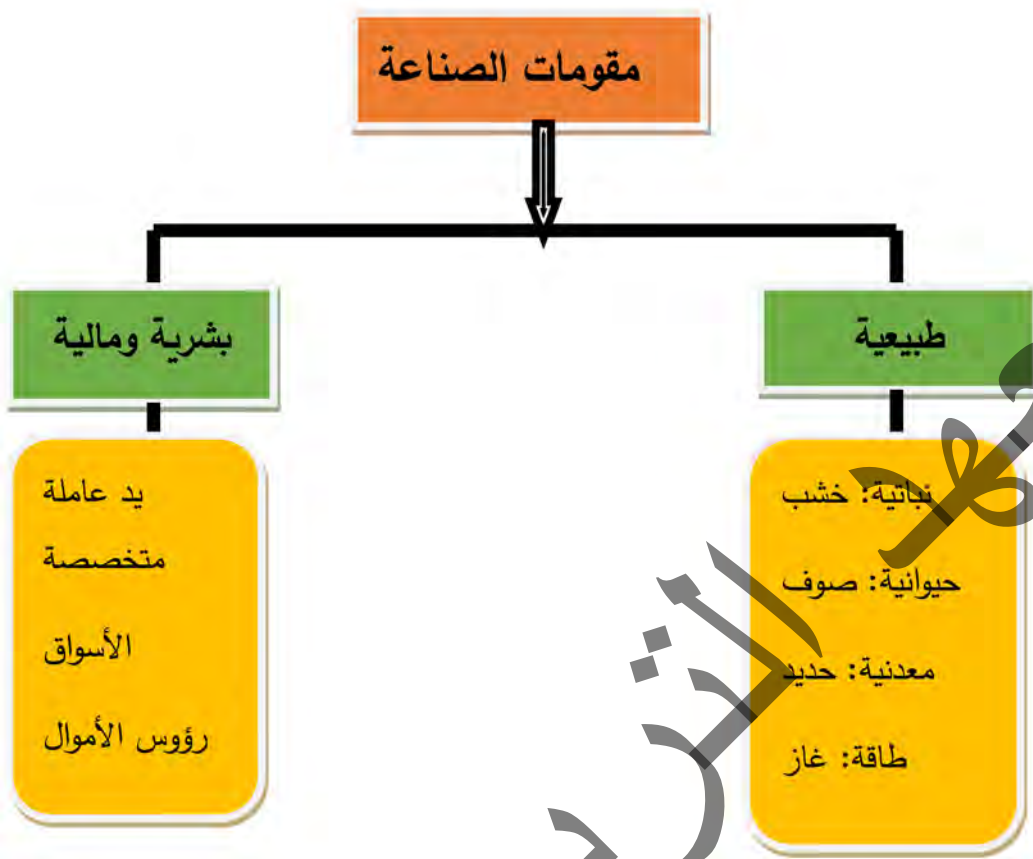 مقومات الصناعة
طبيعية
نباتية: خشب
حيوانية: صوف
معدنية: حديد
طاقة: غاز
بشرية ومالية
يد عاملة
متخصصة
الأسواق
رؤوس الأموال